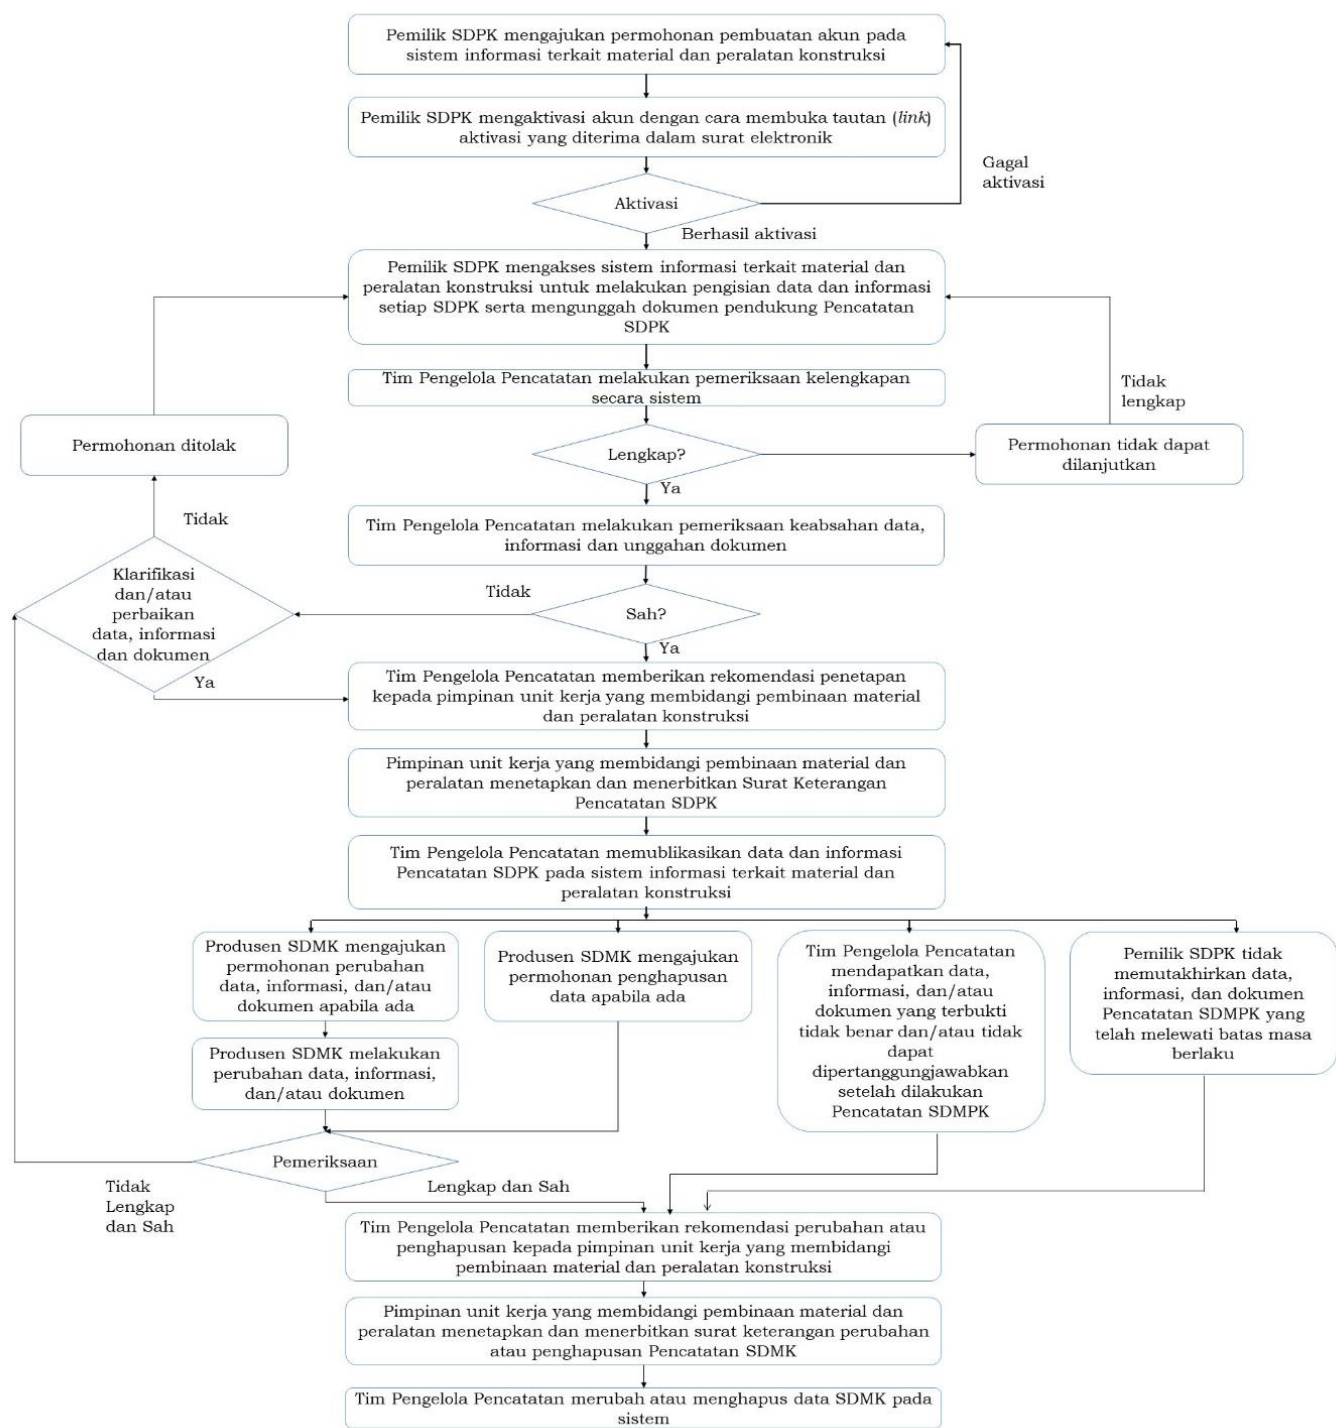 Pemilik SDPK mengajukan permohonan pembuatan akun pada
sistem informasi terkait material dan peralatan konstruksi
Pemilik SDPK mengaktivasi akun dengan cara membuka tautan (link)
aktivasi yang diterima dalam surat elektronik
Gagal
aktivasi
Aktivasi
Berhasil aktivasi
Pemilik SDPK mengakses sistem informasi terkait material dan
peralatan konstruksi untuk melakukan pengisian data dan informasi
setiap SDPK serta mengunggah dokumen pendukung Pencatatan
SDPK
Tim Pengelola Pencatatan melakukan pemeriksaan kelengkapan
secara sistem
Tidak
lengkap
Permohonan ditolak
Lengkap?
Permohonan tidak dapat
dilanjutkan
Ya
Tidak
Tim Pengelola Pencatatan melakukan pemeriksaan keabsahan data,
informasi dan unggahan dokumen
Klarifikasi
dan/atau
perbaikan
data, informasi
dan dokumen
Tidak
Sah?
Ya
Ya
Tim Pengelola Pencatatan memberikan rekomendasi penetapan
kepada pimpinan unit kerja yang membidangi pembinaan material
dan peralatan konstruksi
Pimpinan unit kerja yang membidangi pembinaan material dan
peralatan menetapkan dan menerbitkan Surat Keterangan
Pencatatan SDPK
Tim Pengelola Pencatatan memublikasikan data dan informasi
Pencatatan SDPK pada sistem informasi terkait material dan
peralatan konstruksi
Produsen SDMK mengajukan
permohonan perubahan
data, informasi, dan/atau
dokumen apabila ada
Produsen SDMK mengajukan
permohonan penghapusan
data apabila ada
Tim Pengelola Pencatatan
mendapatkan data,
informasi, dan/atau
dokumen yang terbukti
tidak benar dan/atau tidak
dapat
dipertanggungjawabkan
setelah dilakukan
Pencatatan SDMPK
Pemilik SDPK tidak
memutakhirkan data,
informasi, dan dokumen
Pencatatan SDMPK yang
telah melewati batas masa
berlaku
Produsen SDMK melakukan
perubahan data, informasi,
dan/atau dokumen
Pemeriksaan
Tidak
Lengkap
dan Sah
Lengkap dan Sah
Tim Pengelola Pencatatan memberikan rekomendasi perubahan atau
penghapusan kepada pimpinan unit kerja yang membidangi
pembinaan material dan peralatan konstruksi
Pimpinan unit kerja yang membidangi pembinaan material dan
peralatan menetapkan dan menerbitkan surat keterangan perubahan
atau penghapusan Pencatatan SDMK
Tim Pengelola Pencatatan merubah atau menghapus data SDMK pada
sistem